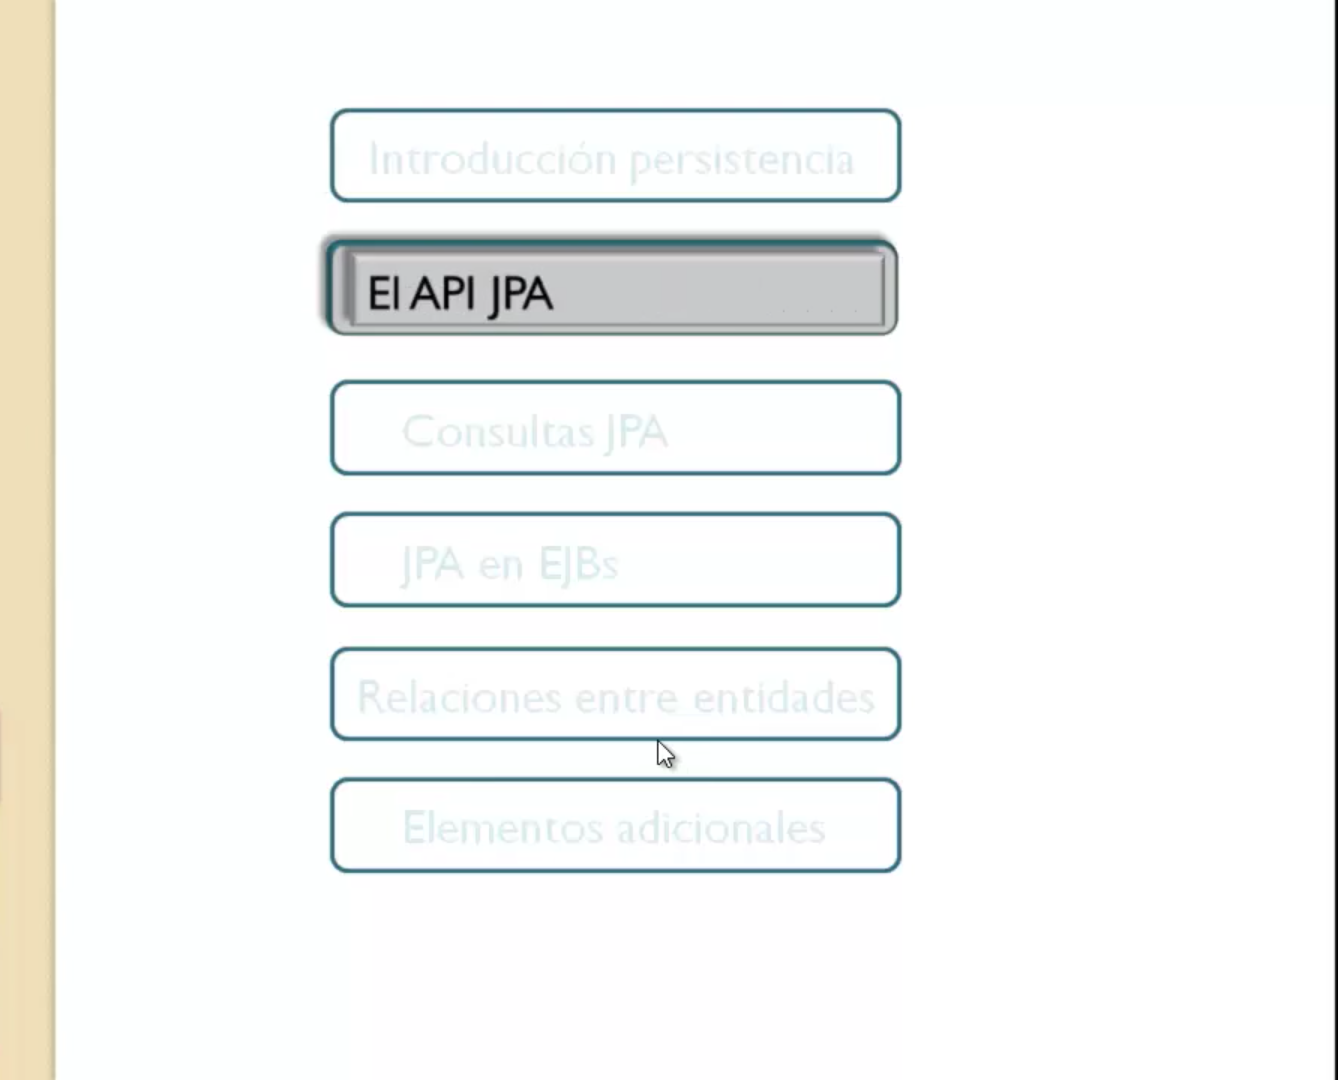 Introducción persistencia
El API JPA
Consultas JPA
JPA en EJBs
Relaciones entre entidades
Elementos adicionales